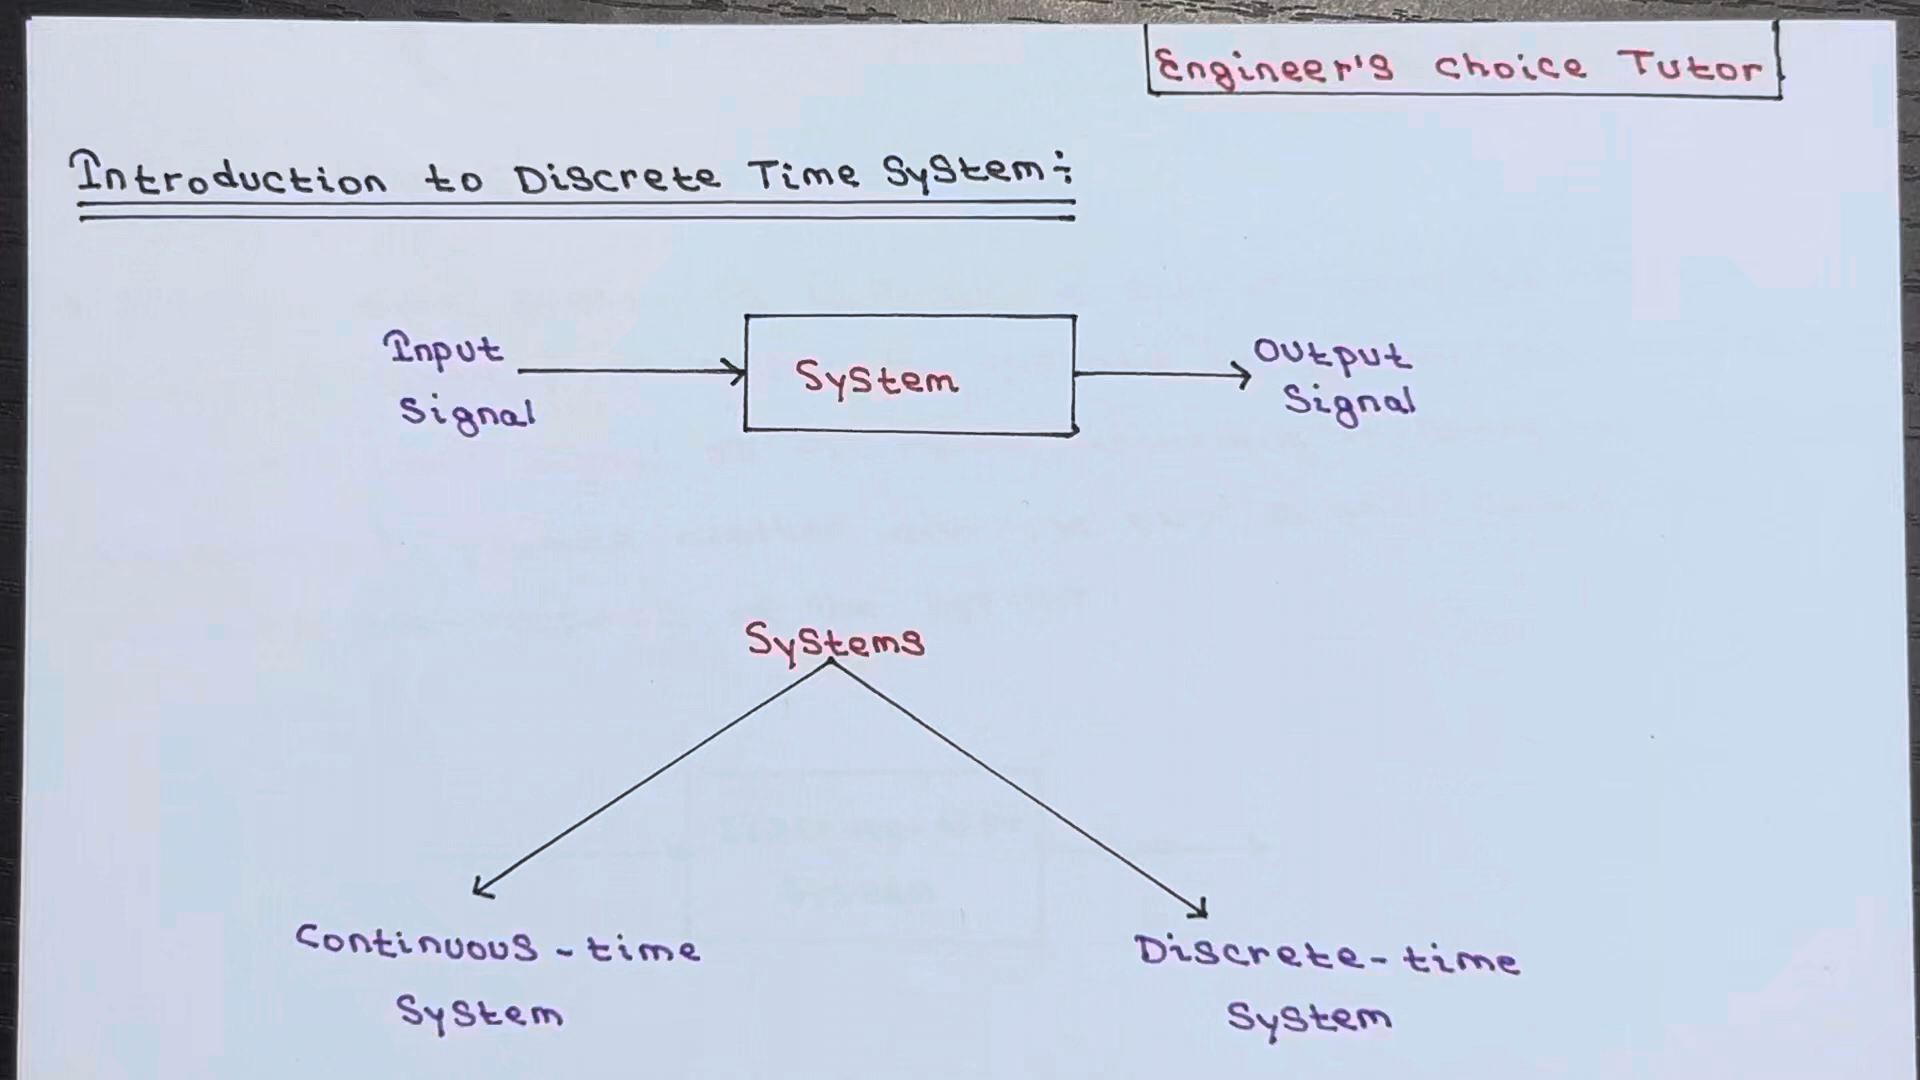 Engineer's Choice Tutor
Introduction to Discrete Time System:
Input
Signal
System
Output
Signal
Systems
Continuous-time
System
Discrete-time
System